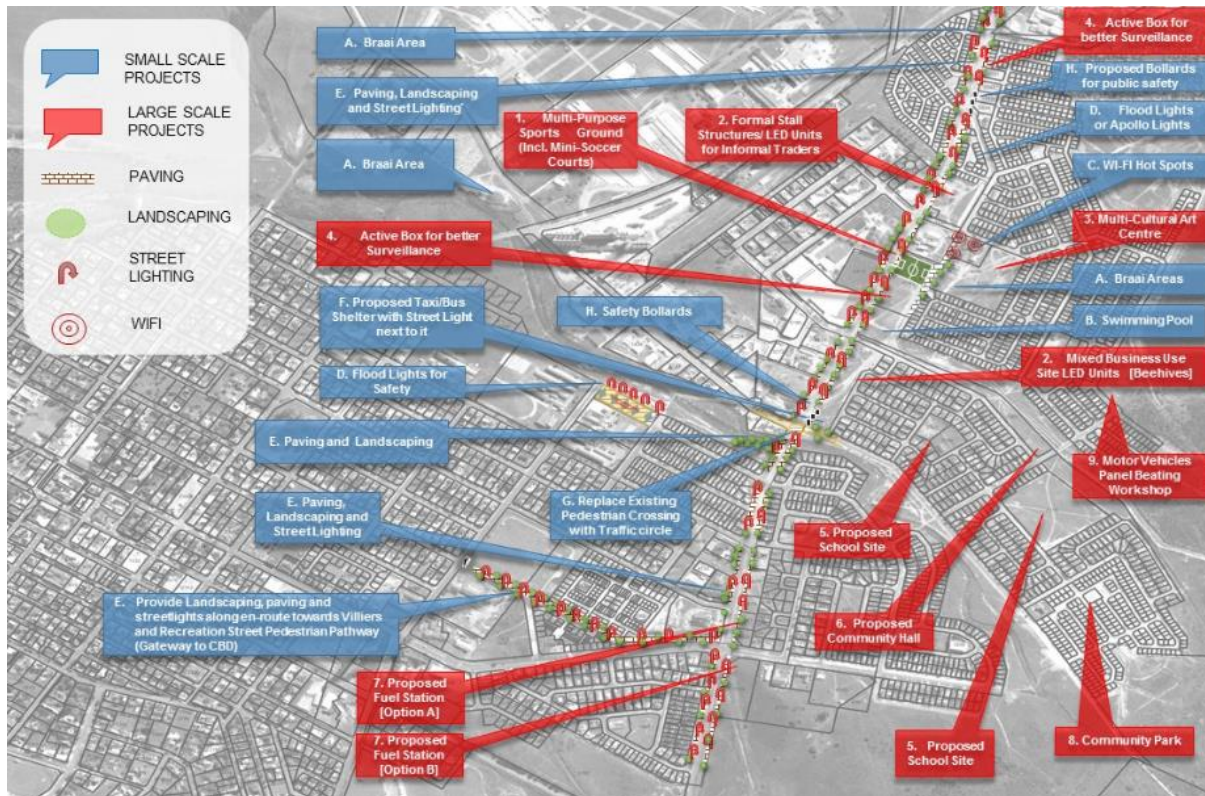 SMALL SCALE
PROJECTS
LARGE SCALE
PROJECTS
PAVING
LANDSCAPING
STREET
LIGHTING
WIFI
A. Braai Area
E. Paving, Landscaping
and Street Lighting'
A. Braai Area
1. Multi-Purpose
Sports Ground
(Incl. Mini-Soccer
Courts)
2. Formal Stall
Structures/ LED Units
for Informal Traders
4. Active Box for
better Surveillance
H. Proposed Bollards
for public safety
D. Flood Lights
or Apollo Lights
C. WI-FI Hot Spots
3. Multi-Cultural Art
Centre
A. Braai Areas
B. Swimming Pool
4. Active Box for better
Surveillance
F. Proposed Taxi/Bus
Shelter with Street Light
next to it
H. Safety Bollards
D. Flood Lights for
Safety
2. Mixed Business Use
Site LED Units [Beehives]
E. Paving and Landscaping
9. Motor Vehicles
Panel Beating
Workshop
E. Paving,
Landscaping and
Street Lighting
G. Replace Existing
Pedestrian Crossing
with Traffic circle
5. Proposed
School Site
E. Provide Landscaping, paving and
streetlights along en-route towards Villiers
and Recreation Street Pedestrian Pathway
(Gateway to CBD)
6. Proposed
Community Hall
7. Proposed
Fuel Station
[Option A]
7. Proposed
Fuel Station
[Option B]
5. Proposed
School Site
8. Community Park